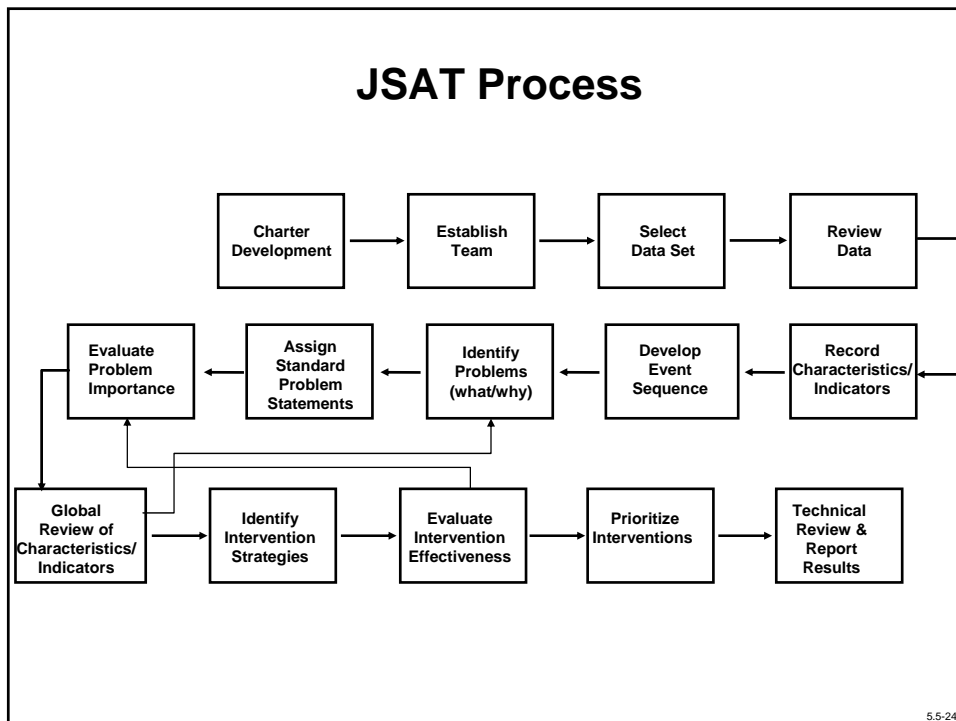 JSAT Process
Charter
Development
Establish
Team
Select
Data Set
Review
Data
Evaluate
Problem
Importance
Assign
Standard
Problem
Statements
Identify
Problems
(what/why)
Develop
Event
Sequence
Record
Characteristics/
Indicators
Global
Review of
Characteristics/
Indicators
Identify
Intervention
Strategies
Evaluate
Intervention
Effectiveness
Prioritize
Interventions
Technical
Review &
Report
Results
5.5-24